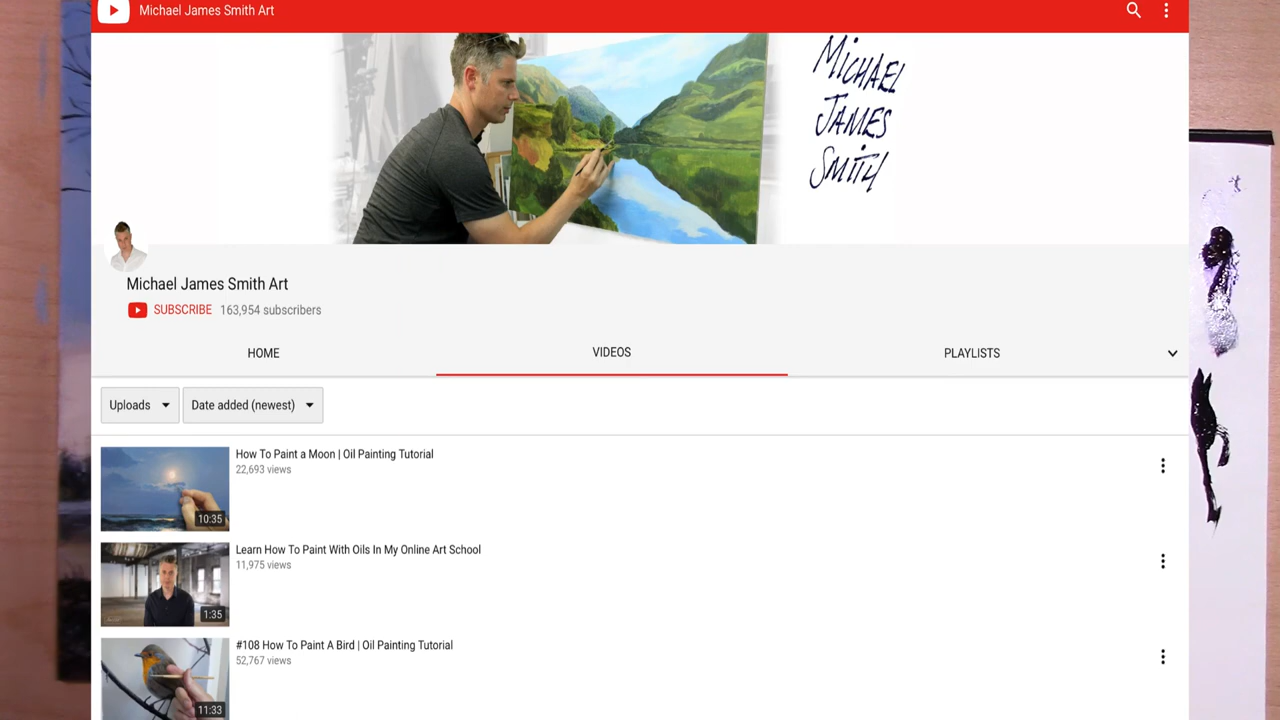 Michael James Smith Art
MICHAEL
JAMES
SMITH
Michael James Smith Art
SUBSCRIBE 163,954 subscribers
HOME VIDEOS PLAYLISTS
Uploads Date added (newest)
How To Paint a Moon | Oil Painting Tutorial
22,693 views
10:35
Learn How To Paint With Oils In My Online Art School
11,975 views
1:35
#108 How To Paint A Bird | Oil Painting Tutorial
52,767 views
11:33